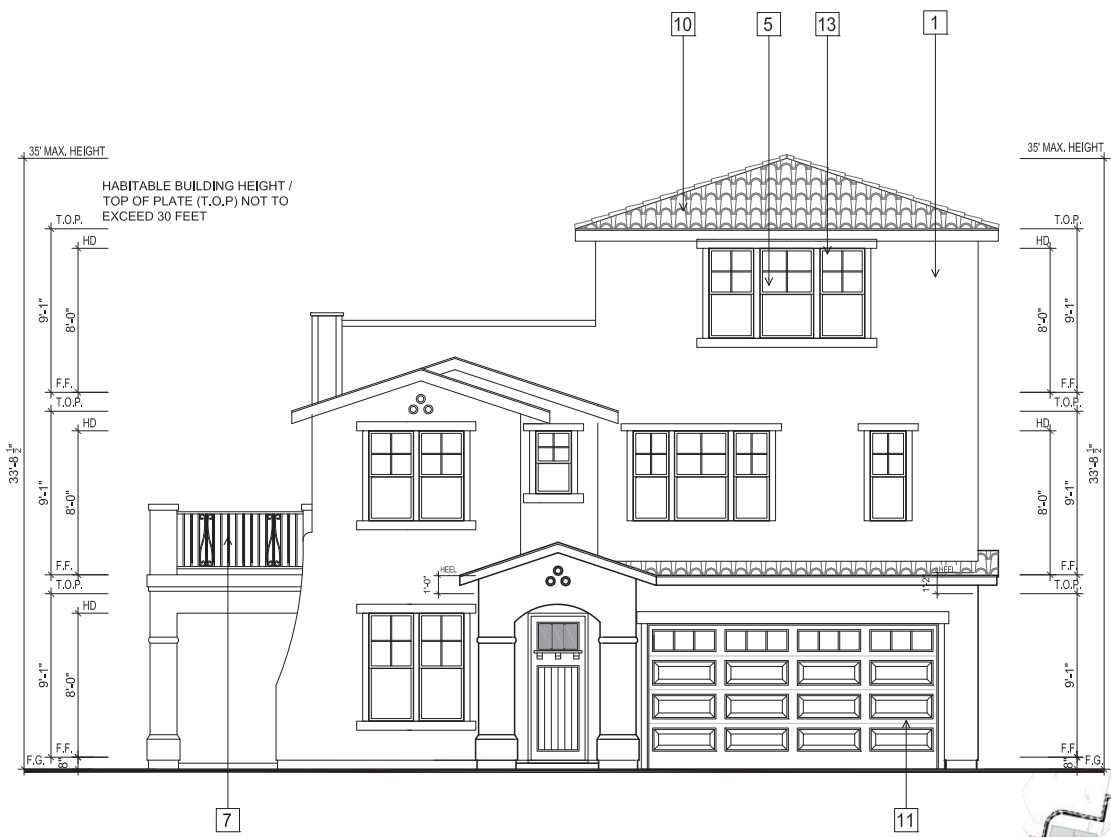 10
5
13
1
35' MAX. HEIGHT
35' MAX. HEIGHT
HABITABLE BUILDING HEIGHT /
TOP OF PLATE (T.O.P) NOT TO
EXCEED 30 FEET
T.O.P.
HD
9'-1"
8'-0"
F.F.
T.O.P.
HD
9'-1"
8'-0"
33'-8 ½"
F.F.
T.O.P.
HD
9'-1"
8'-0"
F.F.
F.G.
8"
HEEL
1'-0"
HEEL
1'-2"
T.O.P.
HD
8'-0"
9'-1"
F.F.
T.O.P.
HD
8'-0"
9'-1"
33'-8 ½"
F.F.
T.O.P.
9'-1"
F.F.
8"
F.G.
7
11